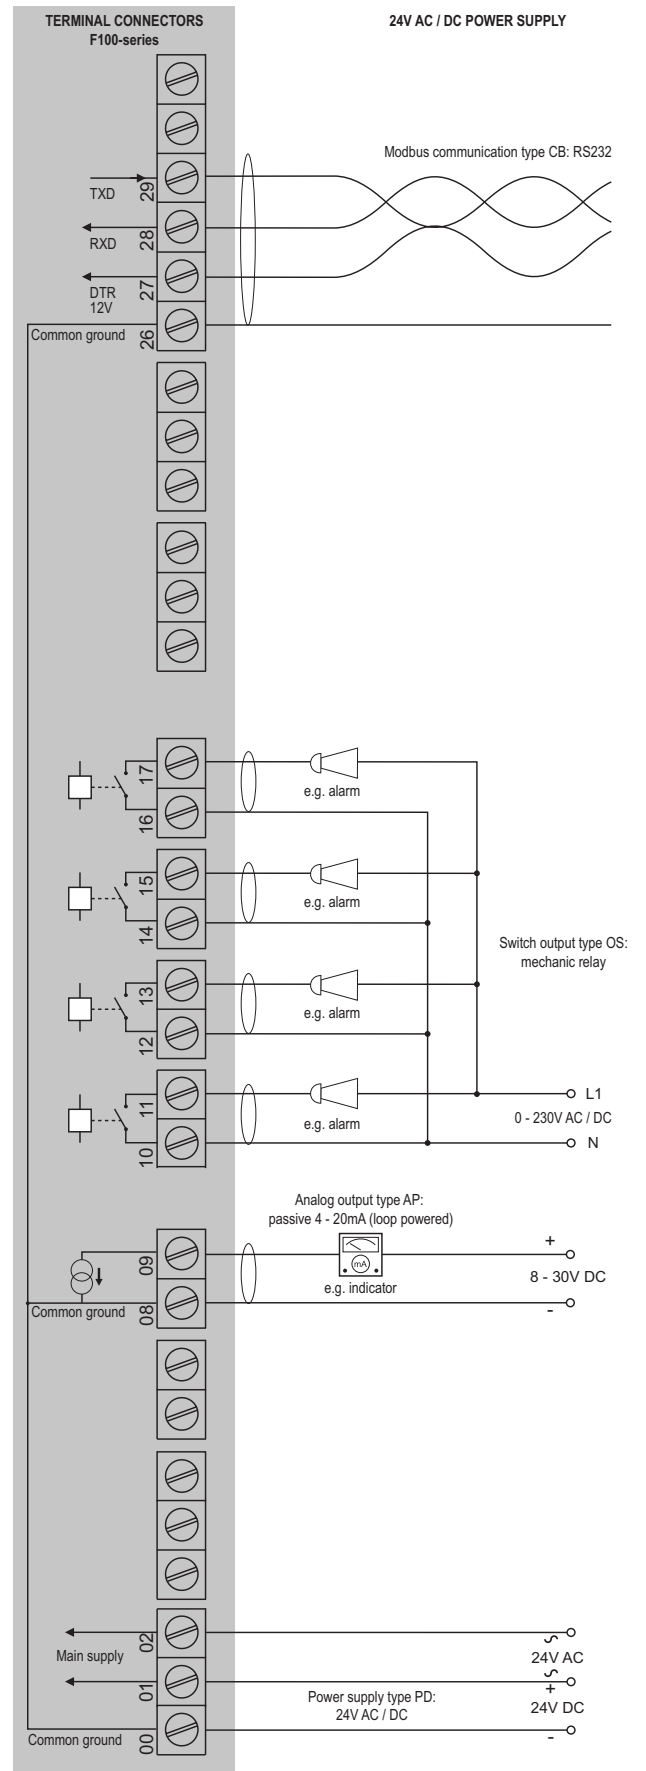 TERMINAL CONNECTORS
F100-series
24V AC / DC POWER SUPPLY
Modbus communication type CB: RS232
TXD
29
RXD
28
DTR
12V
27
Common ground
26
17
e.g. alarm
16
15
e.g. alarm
14
Switch output type OS:
mechanic relay
13
e.g. alarm
12
11
L1
e.g. alarm
0 - 230V AC / DC
10
N
Analog output type AP:
passive 4 - 20mA (loop powered)
09
mA
+
8 - 30V DC
e.g. indicator
Common ground
08
-
02
Main supply
24V AC
01
+
Power supply type PD:
24V AC / DC
24V DC
Common ground
00
-